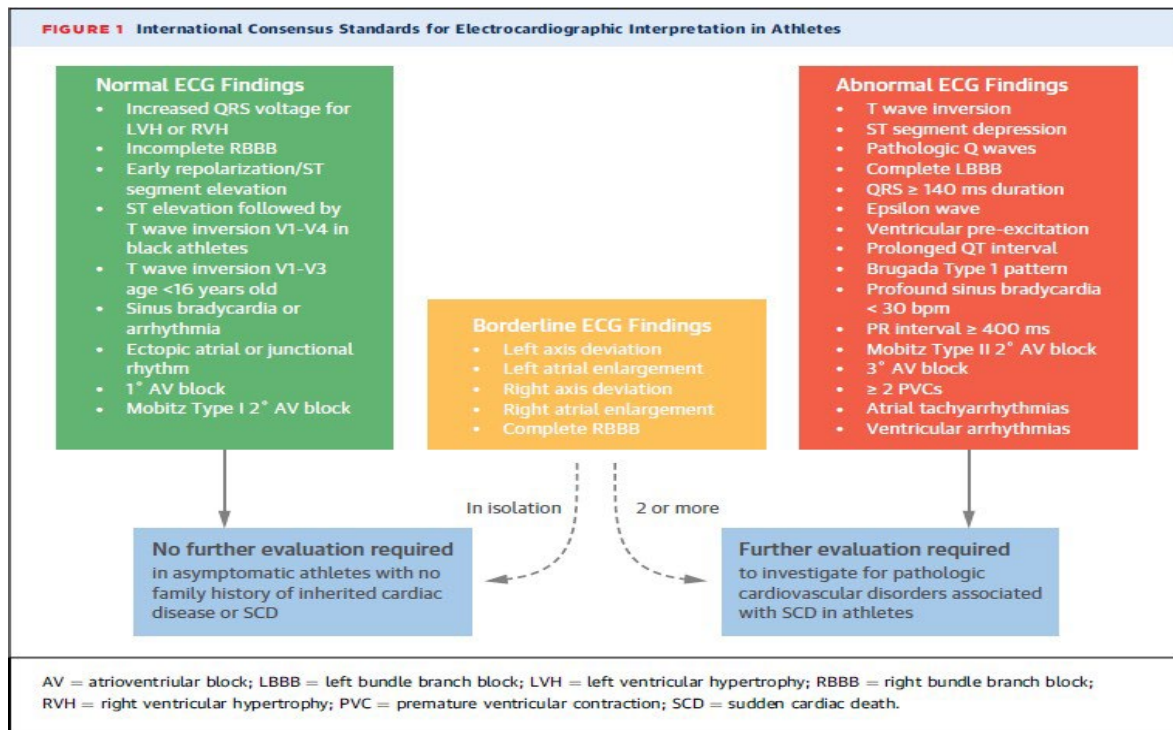 FIGURE 1 International Consensus Standards for Electrocardiographic Interpretation in Athletes
Normal ECG Findings
• Increased QRS voltage for
LVH or RVH
• Incomplete RBBB
• Early repolarization/ST
segment elevation
• ST elevation followed by
T wave inversion V1-V4 in
black athletes
• T wave inversion V1-V3
age <16 years old
• Sinus bradycardia or
arrhythmia
• Ectopic atrial or junctional
rhythm
• 1° AV block
• Mobitz Type I 2° AV block
Borderline ECG Findings
• Left axis deviation
• Left atrial enlargement
• Right axis deviation
• Right atrial enlargement
• Complete RBBB
Abnormal ECG Findings
• T wave inversion
• ST segment depression
• Pathologic Q waves
• Complete LBBB
• QRS ≥ 140 ms duration
• Epsilon wave
• Ventricular pre-excitation
• Prolonged QT interval
• Brugada Type 1 pattern
• Profound sinus bradycardia
< 30 bpm
• PR interval ≥ 400 ms
• Mobitz Type II 2° AV block
• 3° AV block
• ≥ 2 PVCs
• Atrial tachyarrhythmias
• Ventricular arrhythmias
In isolation
2 or more
No further evaluation required
in asymptomatic athletes with no
family history of inherited cardiac
disease or SCD
Further evaluation required
to investigate for pathologic
cardiovascular disorders associated
with SCD in athletes
AV = atrioventriular block; LBBB = left bundle branch block; LVH = left ventricular hypertrophy; RBBB = right bundle branch block;
RVH = right ventricular hypertrophy; PVC = premature ventricular contraction; SCD = sudden cardiac death.